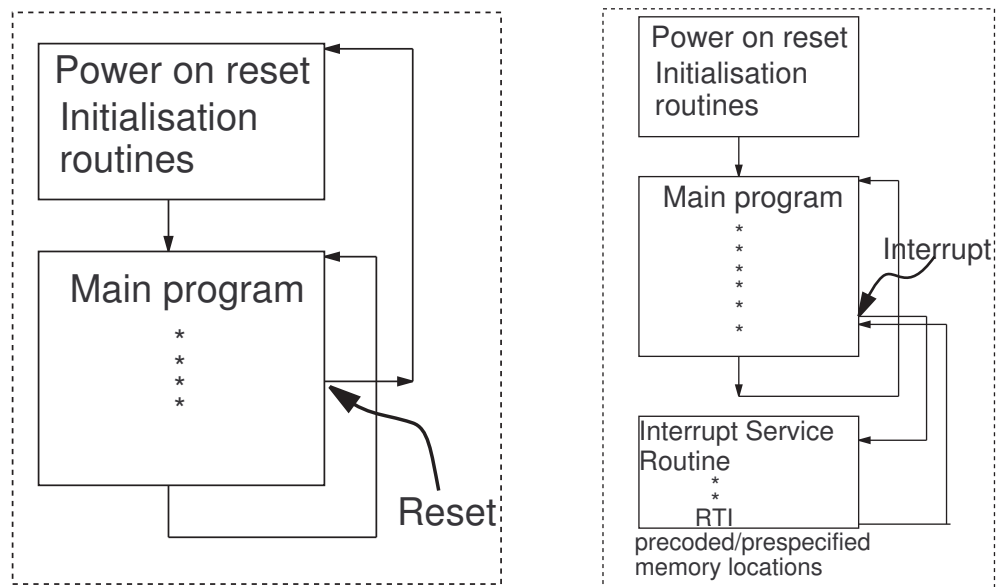 Power on reset
Initialisation
routines
Main program
*
*
*
*
Reset
Power on reset
Initialisation
routines
Main program
*
*
*
*
*
*
Interrupt
Interrupt Service
Routine
*
*
RTI
precoded/prespecified
memory locations